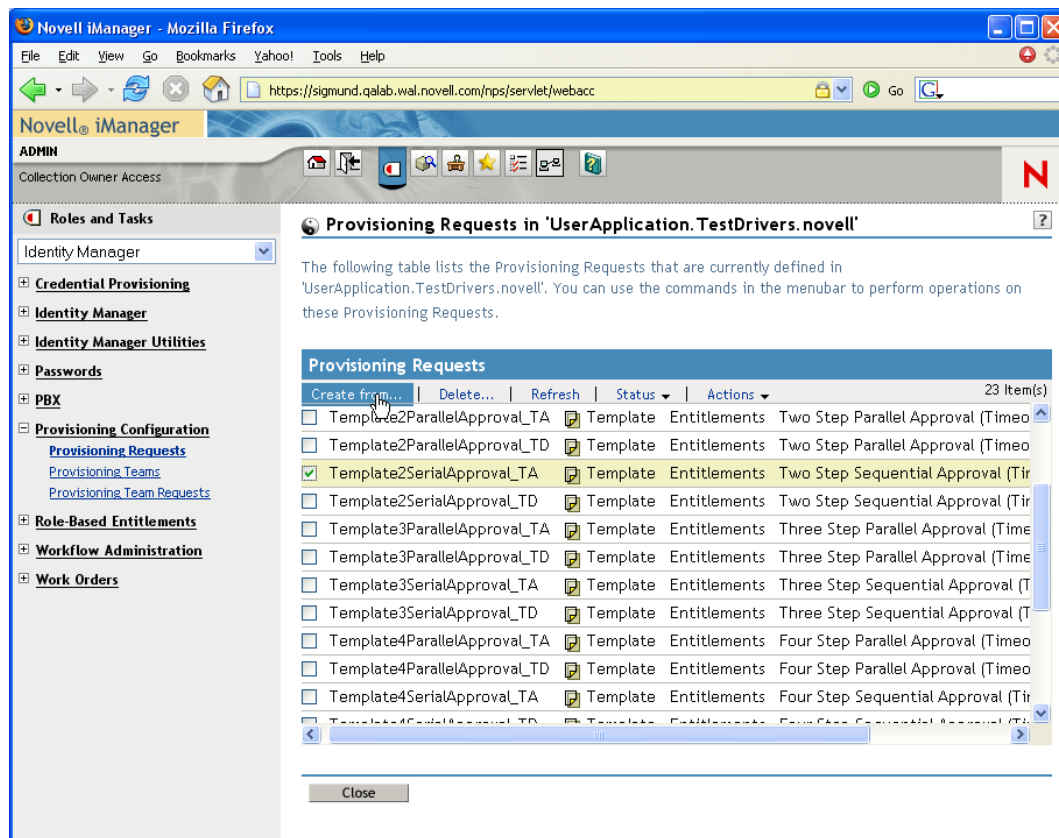 Novell iManager - Mozilla Firefox
File Edit View Go Bookmarks Yahoo! Tools Help
https://sigmund.qalab.wal.novell.com/nps/servlet/webacc Go G
Novell® iManager
ADMIN
Collection Owner Access
N
Roles and Tasks
Identity Manager
Credential Provisioning
Identity Manager
Identity Manager Utilities
Passwords
PBX
Provisioning Configuration
Provisioning Requests
Provisioning Teams
Provisioning Team Requests
Role-Based Entitlements
Workflow Administration
Work Orders
Provisioning Requests in 'UserApplication.TestDrivers.novell' ?
The following table lists the Provisioning Requests that are currently defined in
'UserApplication.TestDrivers.novell'. You can use the commands in the menubar to perform operations on
these Provisioning Requests.
Provisioning Requests
Create from... | Delete... | Refresh | Status | Actions 23 Item(s)
Template2ParallelApproval_TA Template Entitlements Two Step Parallel Approval (Timeo
Template2ParallelApproval_TD Template Entitlements Two Step Parallel Approval (Timeo
Template2SerialApproval_TA Template Entitlements Two Step Sequential Approval (Tir
Template2SerialApproval_TD Template Entitlements Two Step Sequential Approval (Tir
Template3ParallelApproval_TA Template Entitlements Three Step Parallel Approval (Time
Template3ParallelApproval_TD Template Entitlements Three Step Parallel Approval (Time
Template3SerialApproval_TA Template Entitlements Three Step Sequential Approval (T
Template3SerialApproval_TD Template Entitlements Three Step Sequential Approval (T
Template4ParallelApproval_TA Template Entitlements Four Step Parallel Approval (Timeo
Template4ParallelApproval_TD Template Entitlements Four Step Parallel Approval (Timeo
Template4SerialApproval_TA Template Entitlements Four Step Sequential Approval (Tir
Template4SerialApproval_TD Template Entitlements Four Step Sequential Approval (Tir
Close